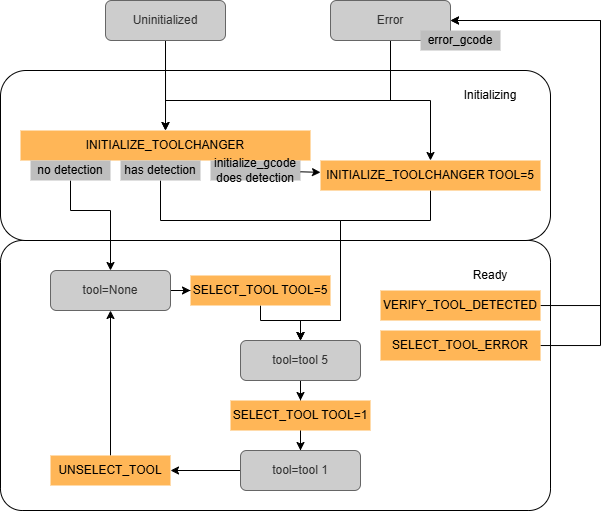 Uninitialized
Error
error_gcode
Initializing
INITIALIZE_TOOLCHANGER
no detection
has detection
initialize_gcode
does detection
INITIALIZE_TOOLCHANGER TOOL=5
Ready
tool=None
SELECT_TOOL TOOL=5
VERIFY_TOOL_DETECTED
SELECT_TOOL_ERROR
tool=tool 5
SELECT_TOOL TOOL=1
UNSELECT_TOOL
tool=tool 1